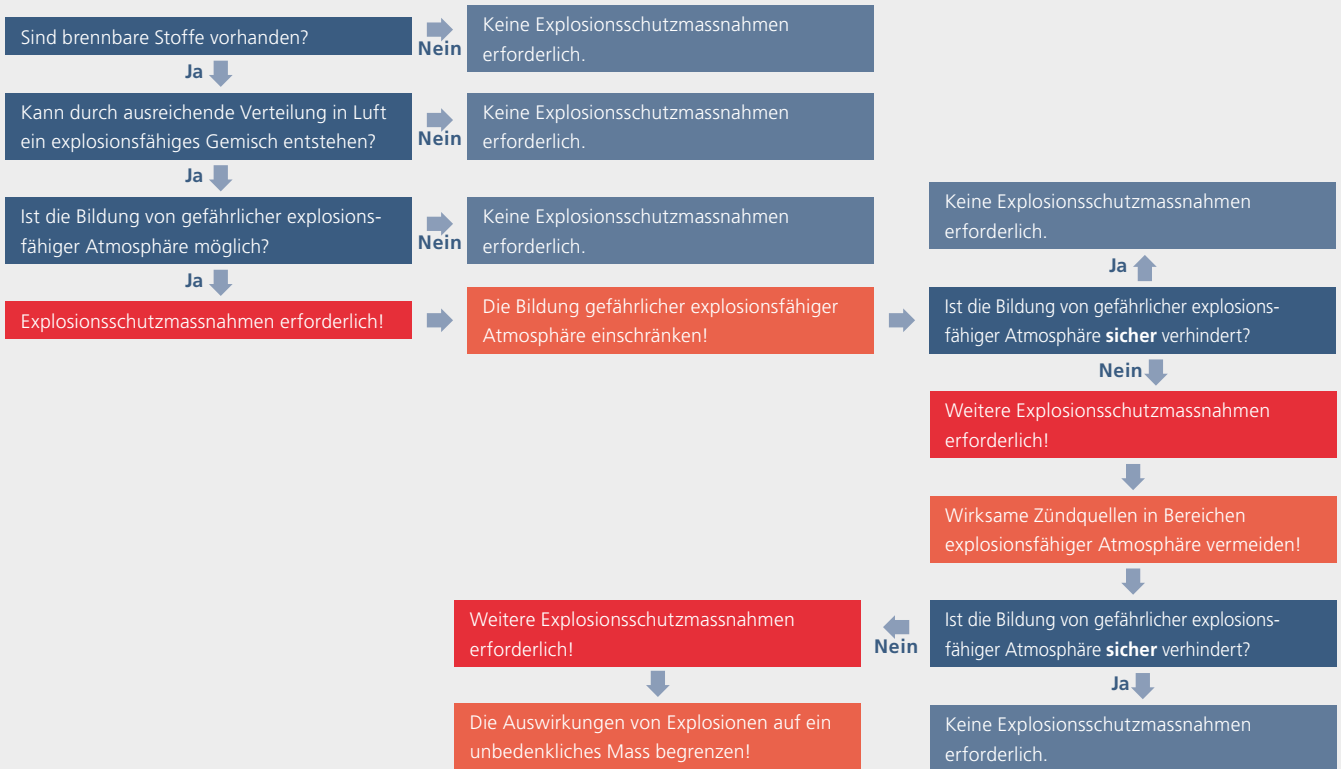 Sind brennbare Stoffe vorhanden?
Nein
Keine Explosionsschutzmassnahmen
erforderlich.
Ja
Kann durch ausreichende Verteilung in Luft
ein explosionsfähiges Gemisch entstehen?
Nein
Keine Explosionsschutzmassnahmen
erforderlich.
Ja
Ist die Bildung von gefährlicher explosions-
fähiger Atmosphäre möglich?
Nein
Keine Explosionsschutzmassnahmen
erforderlich.
Ja
Explosionsschutzmassnahmen erforderlich!
Die Bildung gefährlicher explosionsfähiger
Atmosphäre einschränken!
Ist die Bildung von gefährlicher explosions-
fähiger Atmosphäre sicher verhindert?
Ja
Keine Explosionsschutzmassnahmen
erforderlich.
Nein
Weitere Explosionsschutzmassnahmen
erforderlich!
Wirksame Zündquellen in Bereichen
explosionsfähiger Atmosphäre vermeiden!
Ist die Bildung von gefährlicher explosions-
fähiger Atmosphäre sicher verhindert?
Nein
Weitere Explosionsschutzmassnahmen
erforderlich!
Die Auswirkungen von Explosionen auf ein
unbedenkliches Mass begrenzen!
Ja
Keine Explosionsschutzmassnahmen
erforderlich.